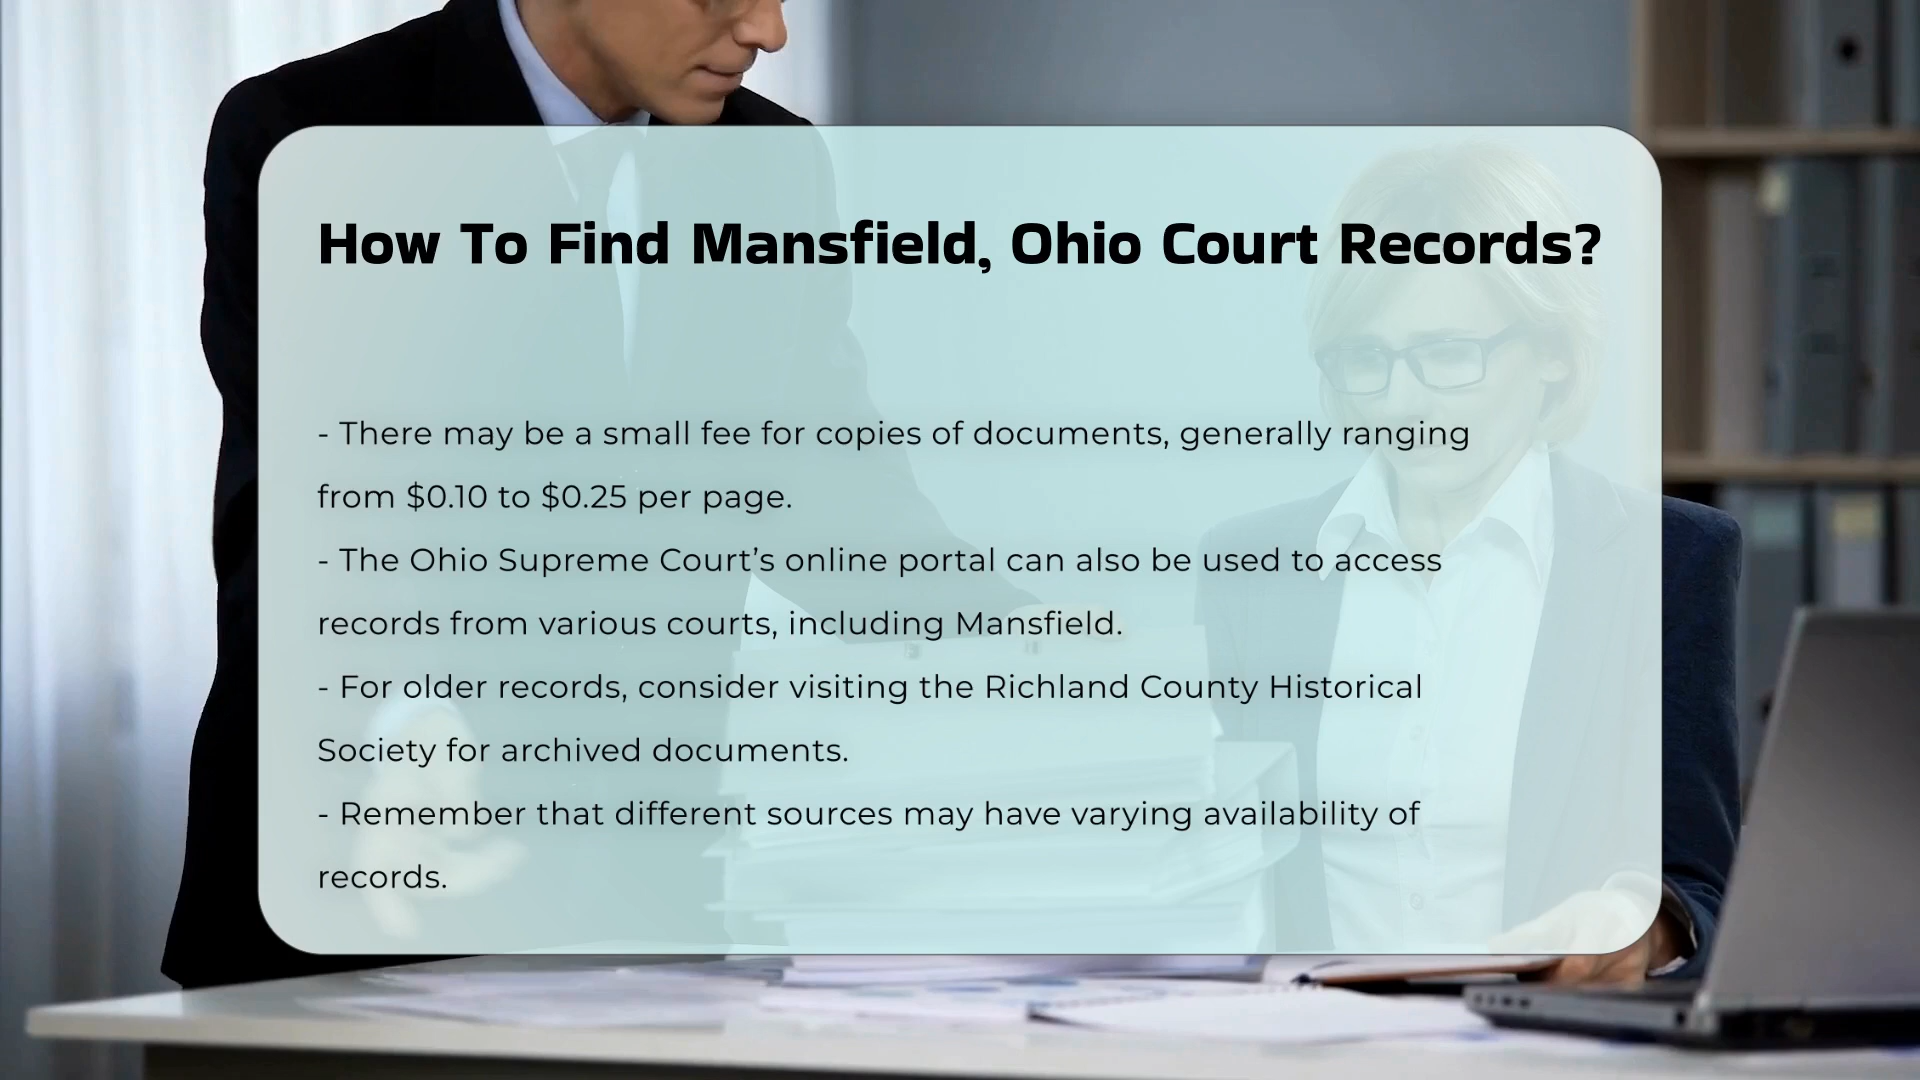 How To Find Mansfield, Ohio Court Records?
- There may be a small fee for copies of documents, generally ranging
from $0.10 to $0.25 per page.
- The Ohio Supreme Court’s online portal can also be used to access
records from various courts, including Mansfield.
- For older records, consider visiting the Richland County Historical
Society for archived documents.
- Remember that different sources may have varying availability of
records.